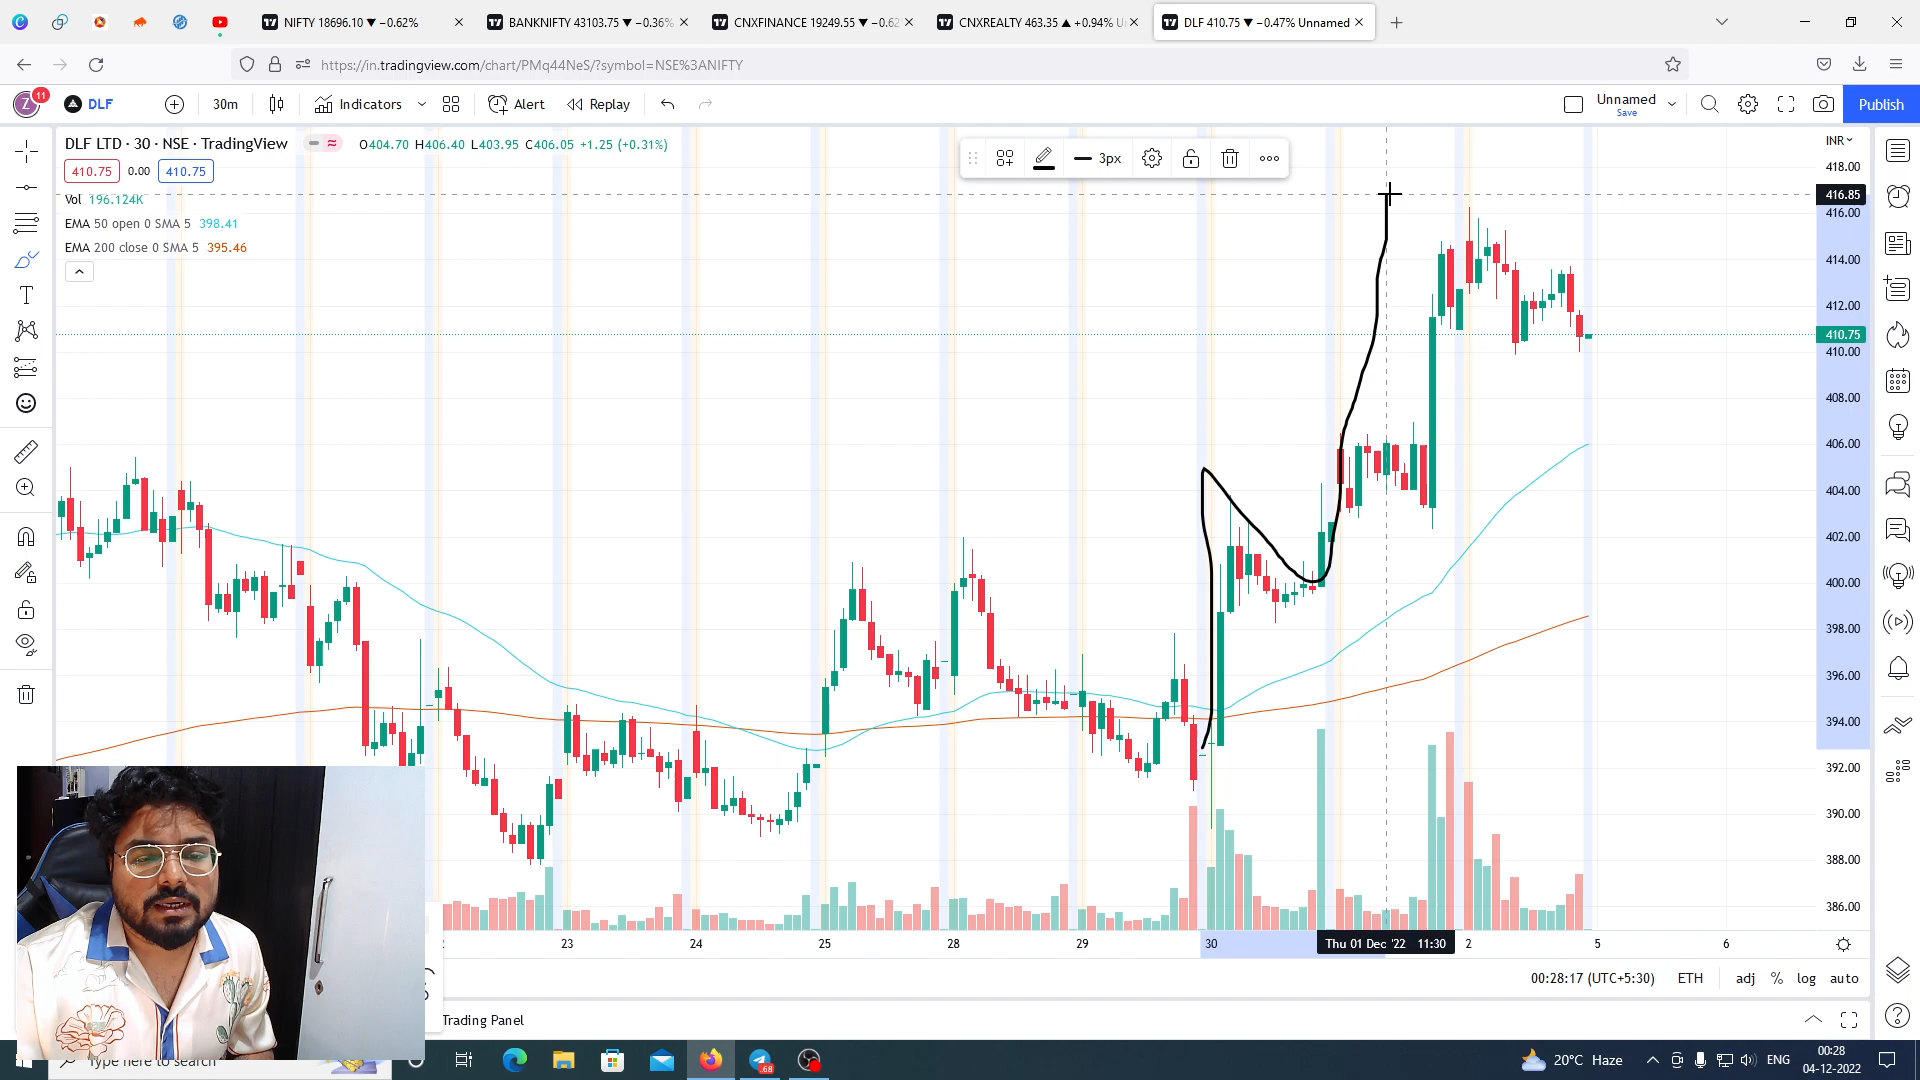 NIFTY 18696.10 ▼ −0.62%
BANKNIFTY 43103.75 ▼ −0.36%
CNXFINANCE 19249.55 ▼ −0.62
CNXREALTY 463.35 ▲ +0.94% U
DLF 410.75 ▼ −0.47% Unnamed
https://in.tradingview.com/chart/PMq44NeS/?symbol=NSE%3ANIFTY
Z 11
DLF
30m
Indicators
Alert
Replay
Unnamed
Save
Publish
DLF LTD · 30 · NSE · TradingView
O404.70 H406.40 L403.95 C406.05 +1.25 (+0.31%)
410.75 0.00 410.75
Vol 196.124K
EMA 50 open 0 SMA 5 398.41
EMA 200 close 0 SMA 5 395.46
3px
INR
418.00
416.85
416.00
414.00
412.00
410.75
410.00
408.00
406.00
404.00
402.00
400.00
398.00
396.00
394.00
392.00
390.00
388.00
386.00
23 24 25 28 29 30 Thu 01 Dec '22 11:30 2 5 6
00:28:17 (UTC+5:30) ETH adj % log auto
Trading Panel
Type here to search
.68
20°C Haze
ENG
00:28
04-12-2022